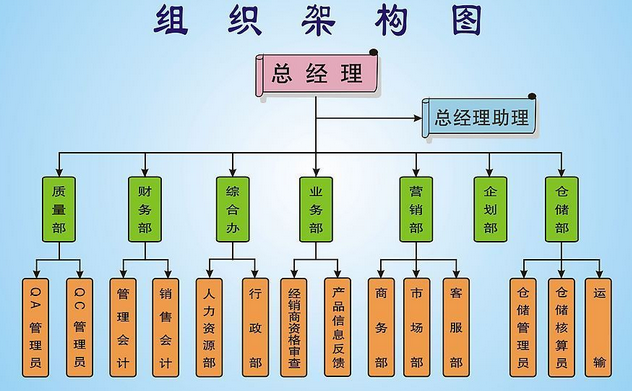 组织架构图
总经理
总经理助理
质量部
财务部
综合办
业务部
营销部
企划部
仓储部
QA管理员
QC管理员
管理会计
销售会计
人力资源部
行政部
经销商资格审查
产品信息反馈
商务部
市场部
客服部
仓储管理员
仓储核算员
运输